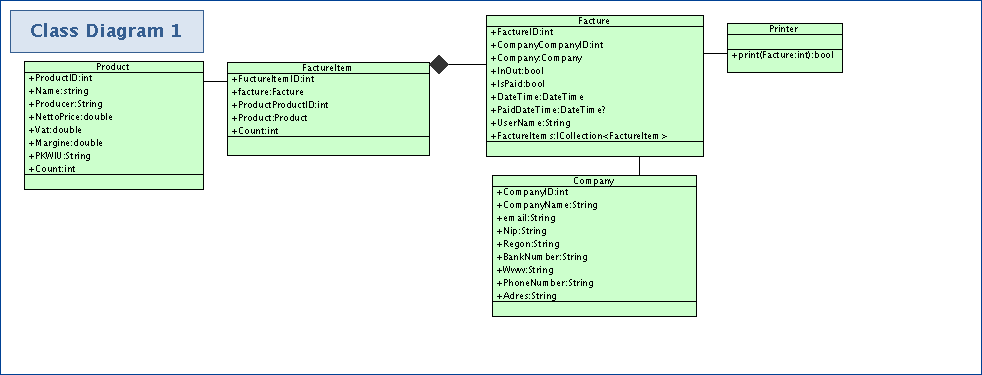 Class Diagram 1
Product
+ProductID:int
+Name:string
+Producer:String
+NettoPrice:double
+Vat:double
+Margine:double
+PKWIU:String
+Count:int
FactureItem
+FuctureItemID:int
+facture:Facture
+ProductProductID:int
+Product:Product
+Count:int
Facture
+FactureID:int
+CompanyCompanyID:int
+Company:Company
+InOut:bool
+IsPaid:bool
+DateTime:DateTime
+PaidDateTime:DateTime?
+UserName:String
+FactureItems:ICollection<FactureItem>
Printer
+print(Facture:int):bool
Company
+CompanyID:int
+CompanyName:String
+email:String
+Nip:String
+Regon:String
+BankNumber:String
+Www:String
+PhoneNumber:String
+Adres:String